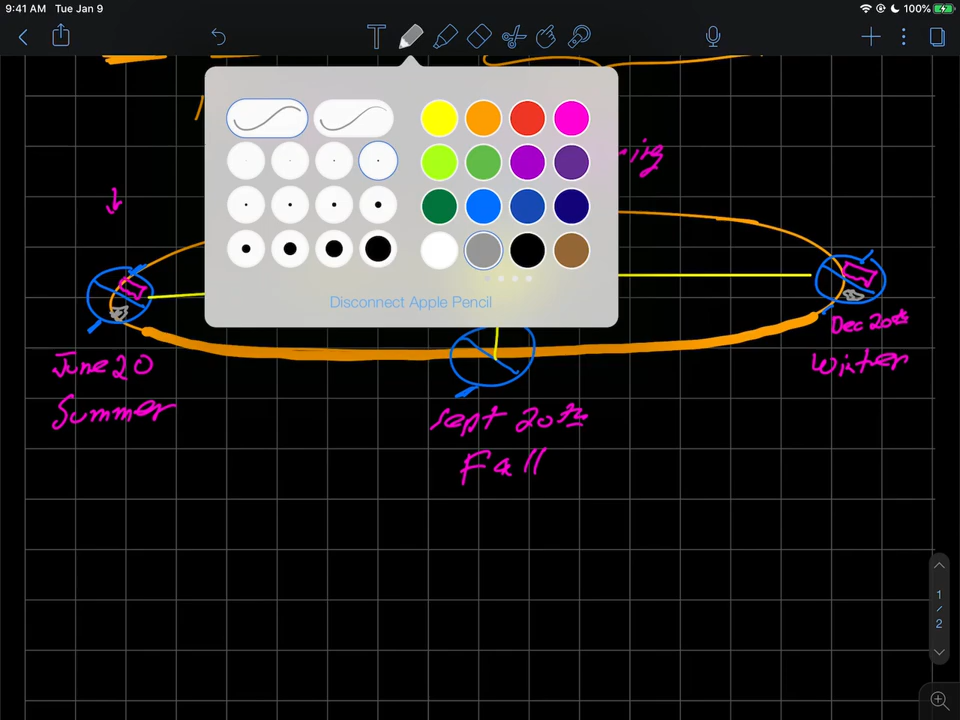 9:41 AM Tue Jan 9
100%
T
Disconnect Apple Pencil
June 20
Summer
Dec 20th
Winter
Sept 20th
Fall
1
/
2